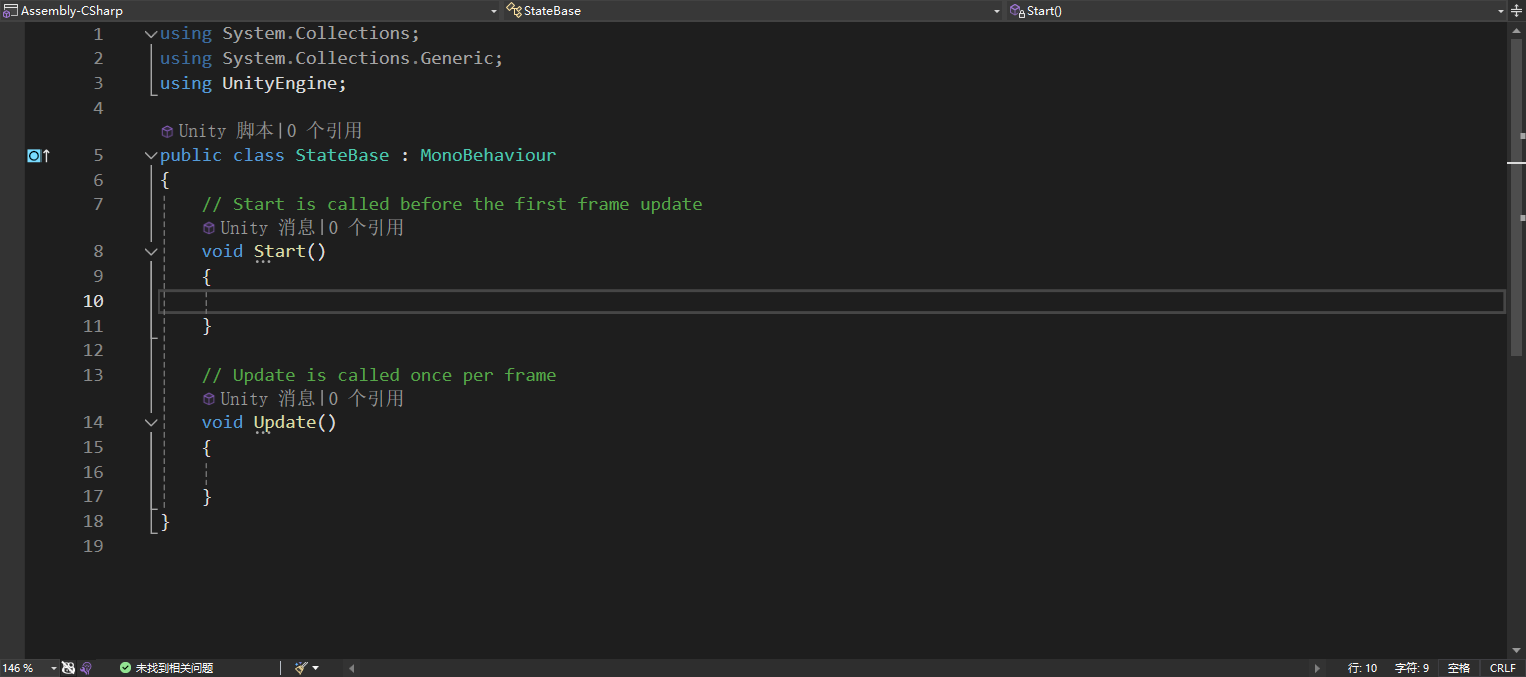 Assembly-CSharp StateBase Start()
1 using System.Collections;
2 using System.Collections.Generic;
3 using UnityEngine;
4
Unity 脚本|0 个引用
5 public class StateBase : MonoBehaviour
6 {
7 // Start is called before the first frame update
Unity 消息|0 个引用
8 void Start()
9 {
10
11 }
12
13 // Update is called once per frame
Unity 消息|0 个引用
14 void Update()
15 {
16
17 }
18 }
19
146 % 未找到相关问题 行: 10 字符: 9 空格 CRLF